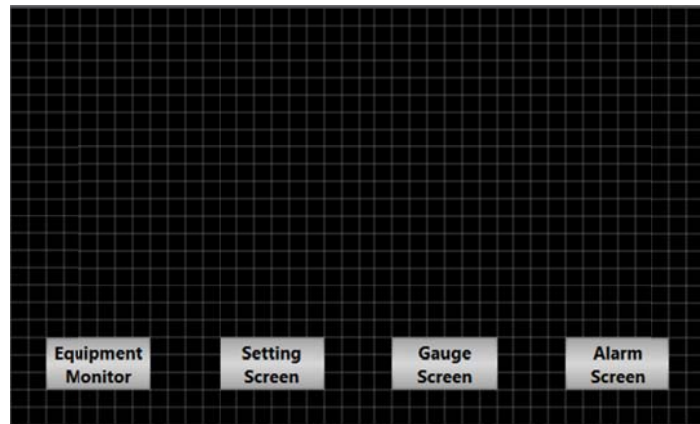 Equipment
Monitor
Setting
Screen
Gauge
Screen
Alarm
Screen